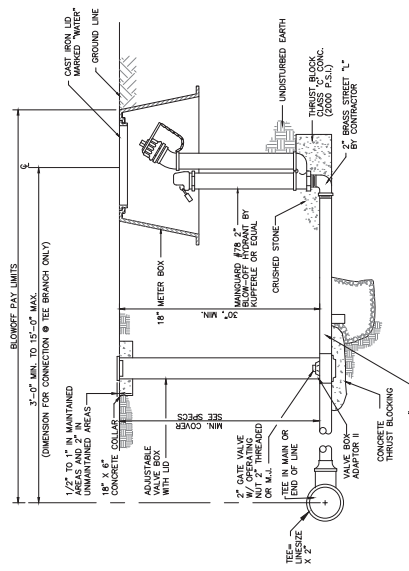 BLOWOFF PAY LIMITS
3'-0" MIN. TO 15'-0" MAX.
(DIMENSION FOR CONNECTION @ TEE BRANCH ONLY)
℄
CAST IRON LID
MARKED "WATER"
GROUND LINE
1/2" TO 1" IN MAINTAINED
AREAS AND 2" IN
UNMAINTAINED AREAS
18" X 6"
CONCRETE COLLAR
ADJUSTABLE
VALVE BOX
WITH LID
MIN. COVER
SEE SPECS
18" METER BOX
30", MIN.
MAINGUARD #78 2"
BLOW-OFF HYDRANT BY
KUPFERLE OR EQUAL
CRUSHED STONE
UNDISTURBED EARTH
THRUST BLOCK
CLASS "C" CONC.
(2000 P.S.I.)
2" BRASS STREET "L"
BY CONTRACTOR
2" GATE VALVE
W/ OPERATING
NUT 2" THREADED
OR M.J.
TEE IN MAIN OR
END OF LINE
VALVE BOX
ADAPTOR II
CONCRETE
THRUST BLOCKING
TEE=
LINESIZE
X 2"